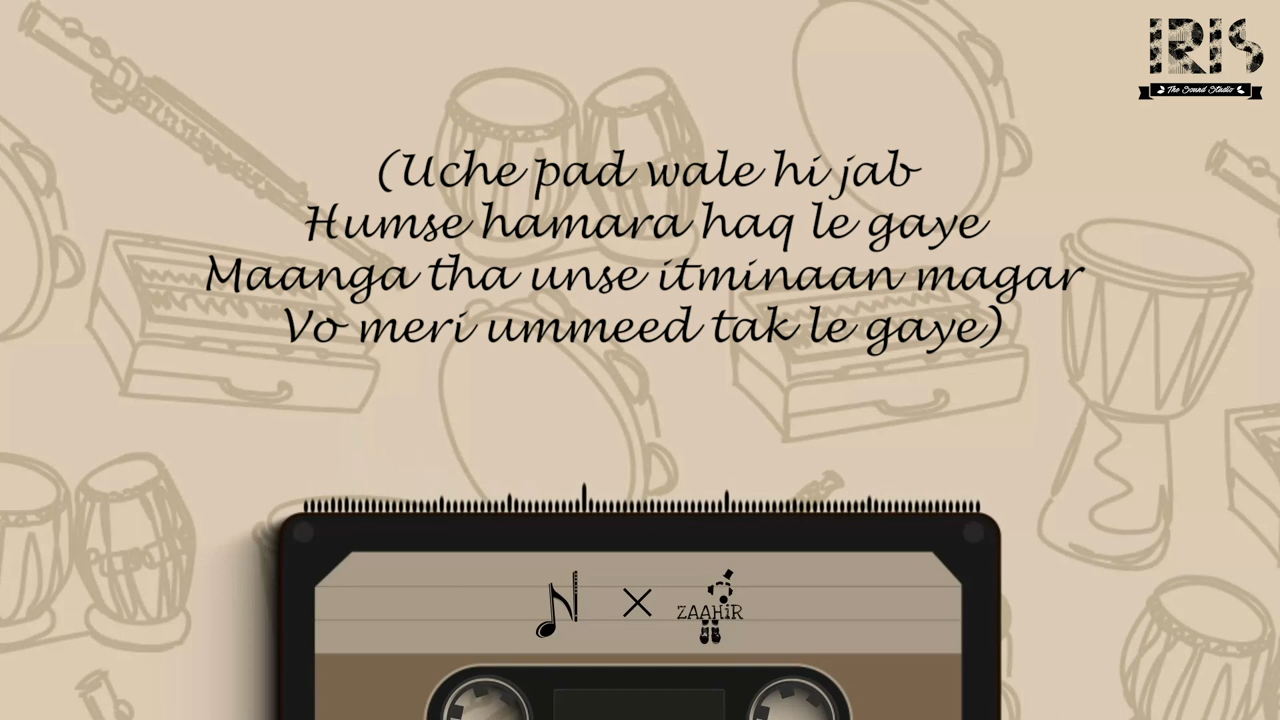 IRIS
The Sound Studio
(Uche pad wale hi jab
Humse hamara haq le gaye
Maanga tha unse itminaan magar
Vo meri ummeed tak le gaye)
N × ZAAHiR